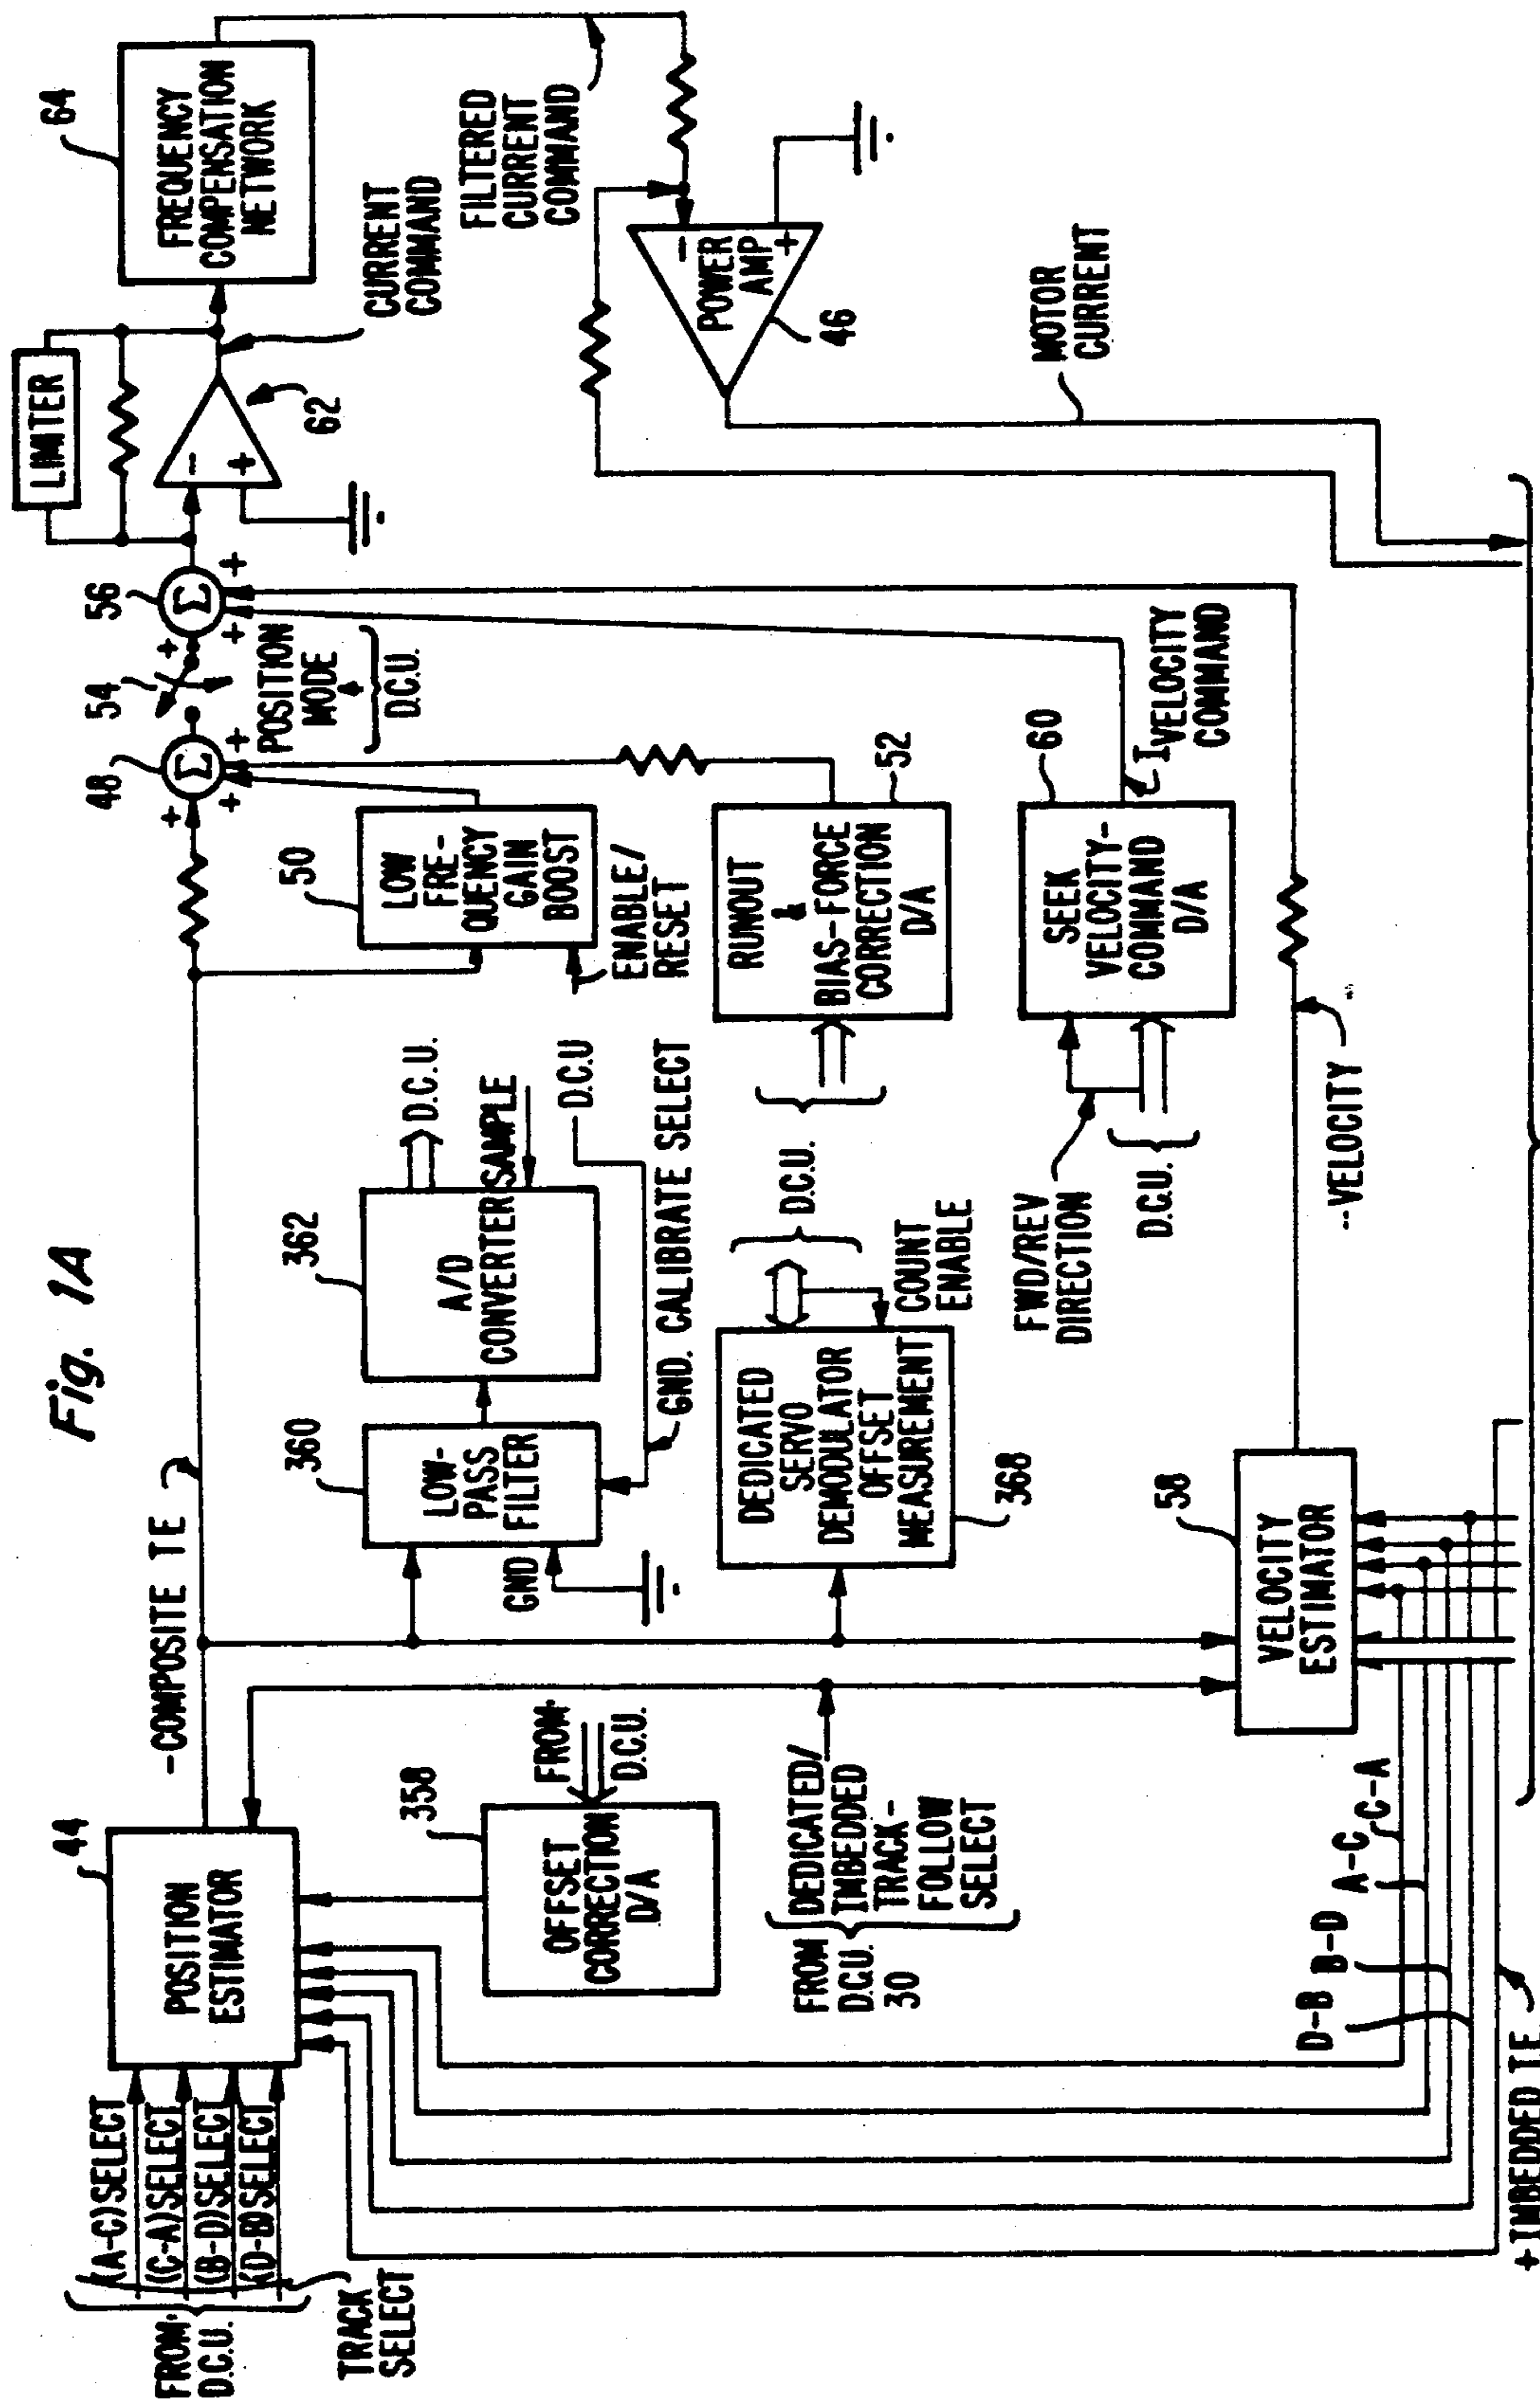 Fig. 1A
FROM
D.C.U.
(A-C)SELECT
(C-A)SELECT
(B-D)SELECT
(D-B)SELECT
TRACK
SELECT
44
POSITION
ESTIMATOR
-COMPOSITE TE
358
OFFSET
CORRECTION
D/A
FROM
D.C.U.
FROM
D.C.U.
30
DEDICATED/
IMBEDDED
TRACK-
FOLLOW
SELECT
360
LOW-
PASS
FILTER
GND
362
A/D
CONVERTER
D.C.U.
SAMPLE
D.C.U
GND. CALIBRATE SELECT
DEDICATED
SERVO
DEMODULATOR
OFFSET
MEASUREMENT
368
D.C.U.
COUNT
ENABLE
50
LOW
FRE-
QUENCY
GAIN
BOOST
ENABLE/
RESET
RUNOUT
&
BIAS-FORCE
CORRECTION
D/A
52
60
SEEK
VELOCITY-
COMMAND
D/A
FWD/REV
DIRECTION
D.C.U.
I VELOCITY
COMMAND
--VELOCITY
58
VELOCITY
ESTIMATOR
48
Σ
+
+
+
54
POSITION
MODE
D.C.U.
56
Σ
+
+
+
LIMITER
-
+
62
CURRENT
COMMAND
64
FREQUENCY
COMPENSATION
NETWORK
FILTERED
CURRENT
COMMAND
-
POWER
AMP
+
46
MOTOR
CURRENT
D-B
B-D
A-C
C-A
+IMBEDDED TE